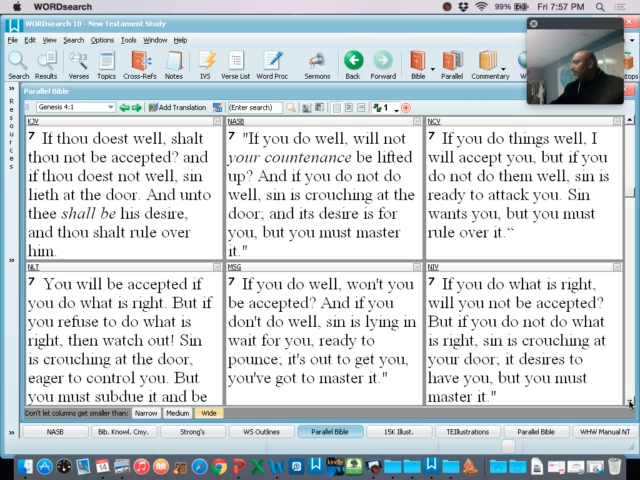 WORDsearch
99%
Fri 7:57 PM
WORDsearch 10 - New Testament Study
File Edit View Search Options Tools Window Help
Search Results Verses Topics Cross-Refs Notes IVS Verse List Word Proc Sermons Back Forward Bible Parallel Commentary
Parallel Bible
Genesis 4:1 Add Translation (Enter search) 1
Resources
KJV
7 If thou doest well, shalt
thou not be accepted? and
if thou doest not well, sin
lieth at the door. And unto
thee shall be his desire,
and thou shalt rule over
him.
NASB
7 "If you do well, will not
your countenance be lifted
up? And if you do not do
well, sin is crouching at the
door; and its desire is for
you, but you must master
it."
NCV
7 If you do things well, I
will accept you, but if you
do not do them well, sin is
ready to attack you. Sin
wants you, but you must
rule over it.“
NLT
7 You will be accepted if
you do what is right. But if
you refuse to do what is
right, then watch out! Sin
is crouching at the door,
eager to control you. But
you must subdue it and be
MSG
7 If you do well, won't you
be accepted? And if you
don't do well, sin is lying in
wait for you, ready to
pounce; it's out to get you,
you've got to master it."
NIV
7 If you do what is right,
will you not be accepted?
But if you do not do what
is right, sin is crouching at
your door; it desires to
have you, but you must
master it."
Don't let columns get smaller than: Narrow Medium Wide
NASB Bib. Knowl. Cmy. Strong's WS Outlines Parallel Bible 15K Illust. TEIllustrations Parallel Bible WHW Manual NT